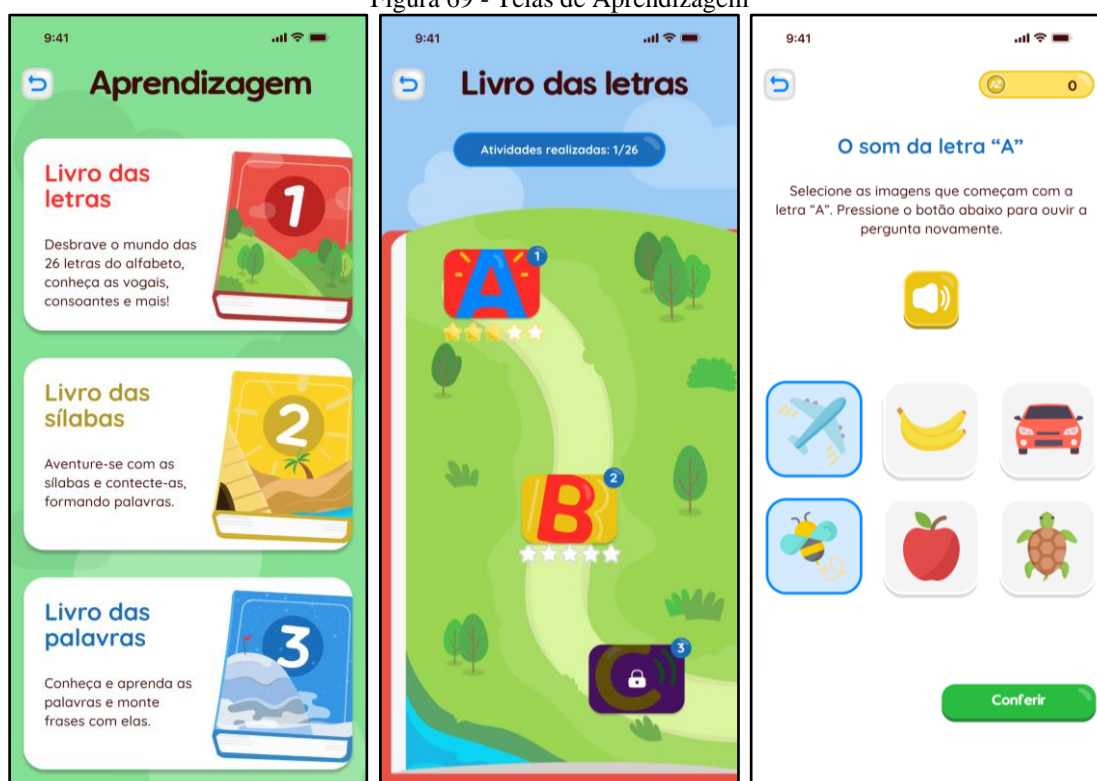 Figura 69 - Telas de Aprendizagem
9:41
Aprendizagem
Livro das
letras
Desbrave o mundo das
26 letras do alfabeto,
conheça as vogais,
consoantes e mais!
1
Livro das
sílabas
Aventure-se com as
sílabas e contecte-as,
formando palavras.
2
Livro das
palavras
Conheça e aprenda as
palavras e monte
frases com elas.
3
9:41
Livro das letras
Atividades realizadas: 1/26
A
1
B
2
C
3
9:41
AZ
0
O som da letra “A”
Selecione as imagens que começam com a
letra “A”. Pressione o botão abaixo para ouvir a
pergunta novamente.
Conferir